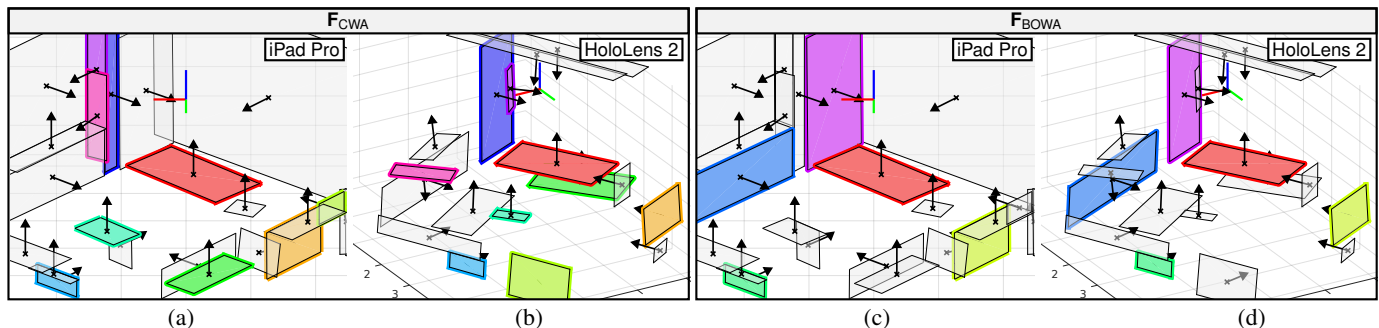 F_CWA F_BOWA
iPad Pro HoloLens 2 iPad Pro HoloLens 2
2 2
3 3
(a) (b) (c) (d)